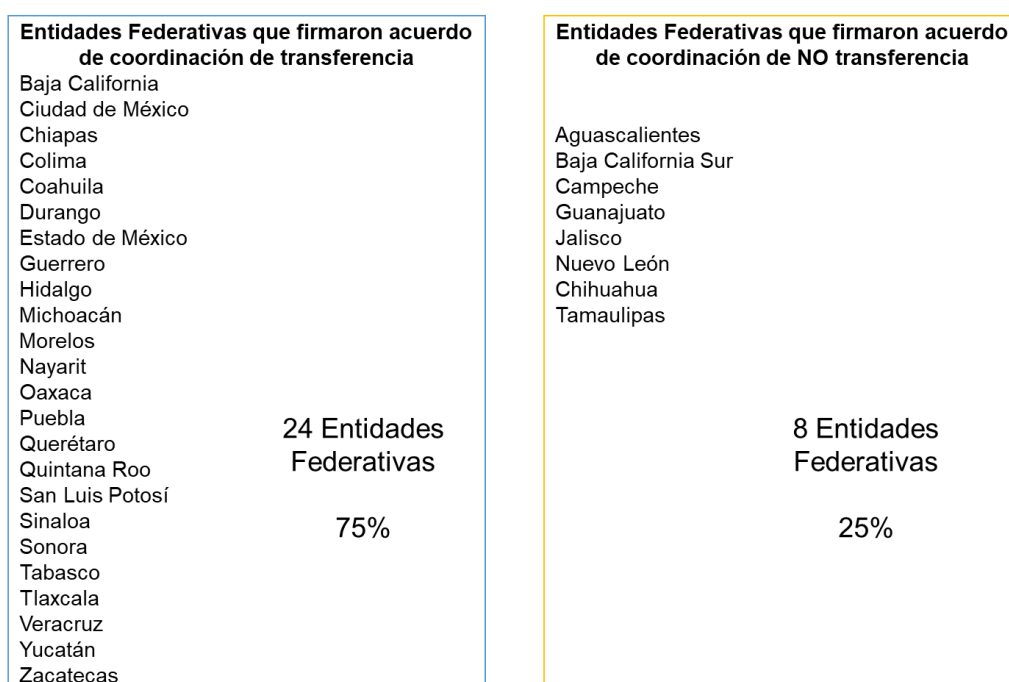 Entidades Federativas que firmaron acuerdo
de coordinación de transferencia
Baja California
Ciudad de México
Chiapas
Colima
Coahuila
Durango
Estado de México
Guerrero
Hidalgo
Michoacán
Morelos
Nayarit
Oaxaca
Puebla
Querétaro
Quintana Roo
San Luis Potosí
Sinaloa
Sonora
Tabasco
Tlaxcala
Veracruz
Yucatán
Zacatecas
24 Entidades
Federativas
75%
Entidades Federativas que firmaron acuerdo
de coordinación de NO transferencia
Aguascalientes
Baja California Sur
Campeche
Guanajuato
Jalisco
Nuevo León
Chihuahua
Tamaulipas
8 Entidades
Federativas
25%